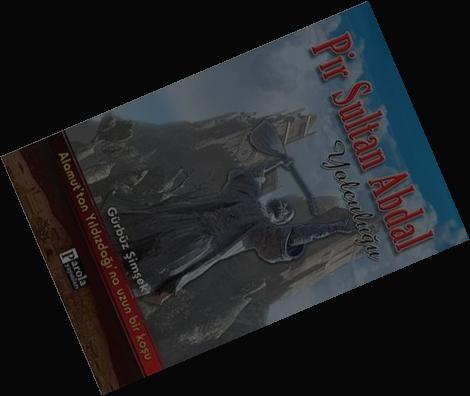 Pir Sultan Abdal
Yolculuğu
Gürbüz Şimşek
Alamut'tan Yıldızdağı'na uzun bir koşu
Parola